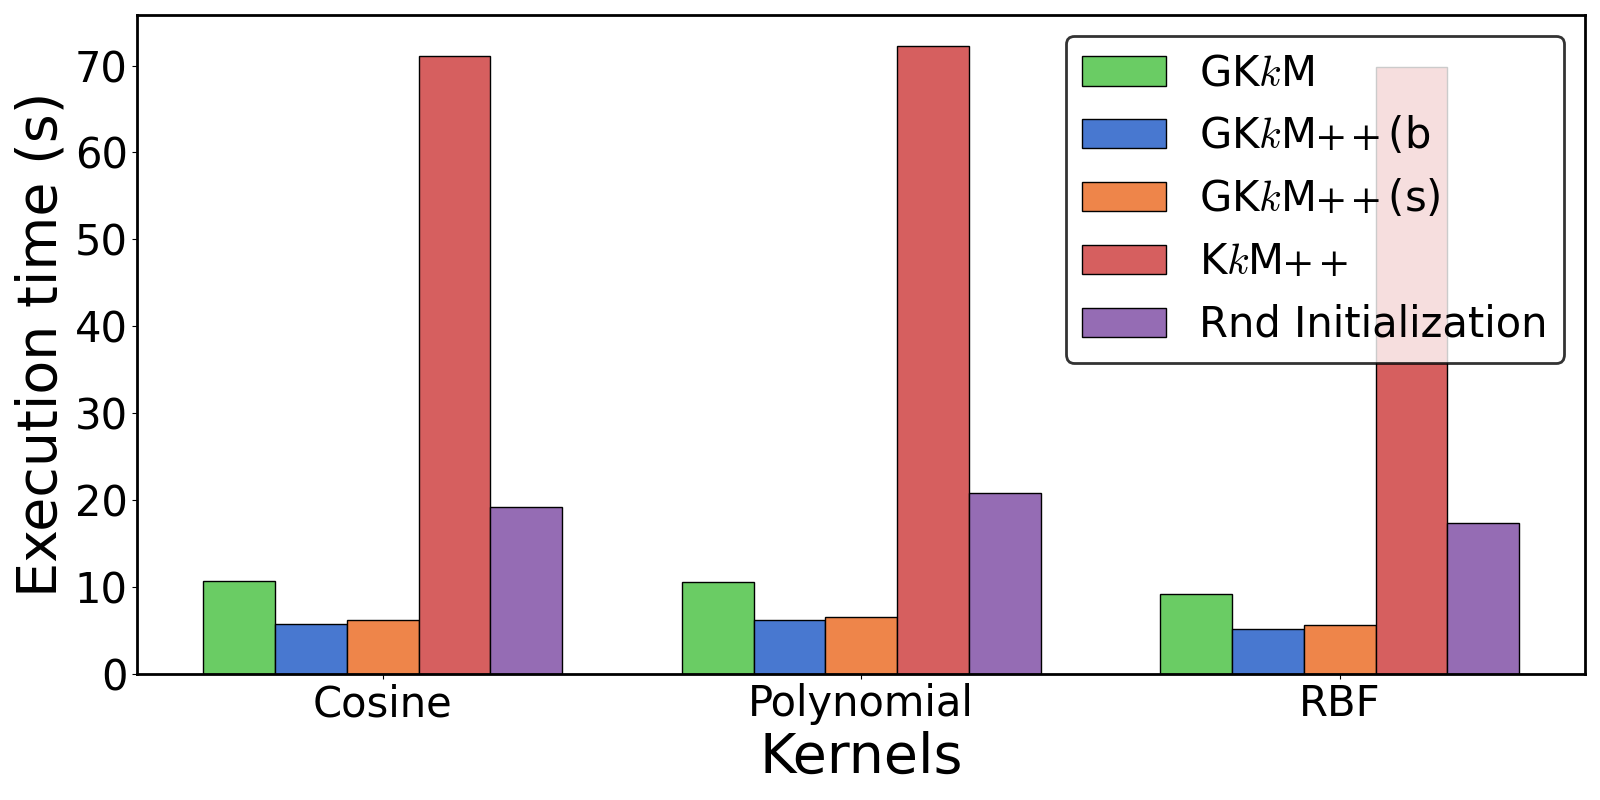 Execution time (s)
70
60
50
40
30
20
10
0
GKkM
GKkM++(b
GKkM++(s)
KkM++
Rnd Initialization
Cosine
Polynomial
RBF
Kernels